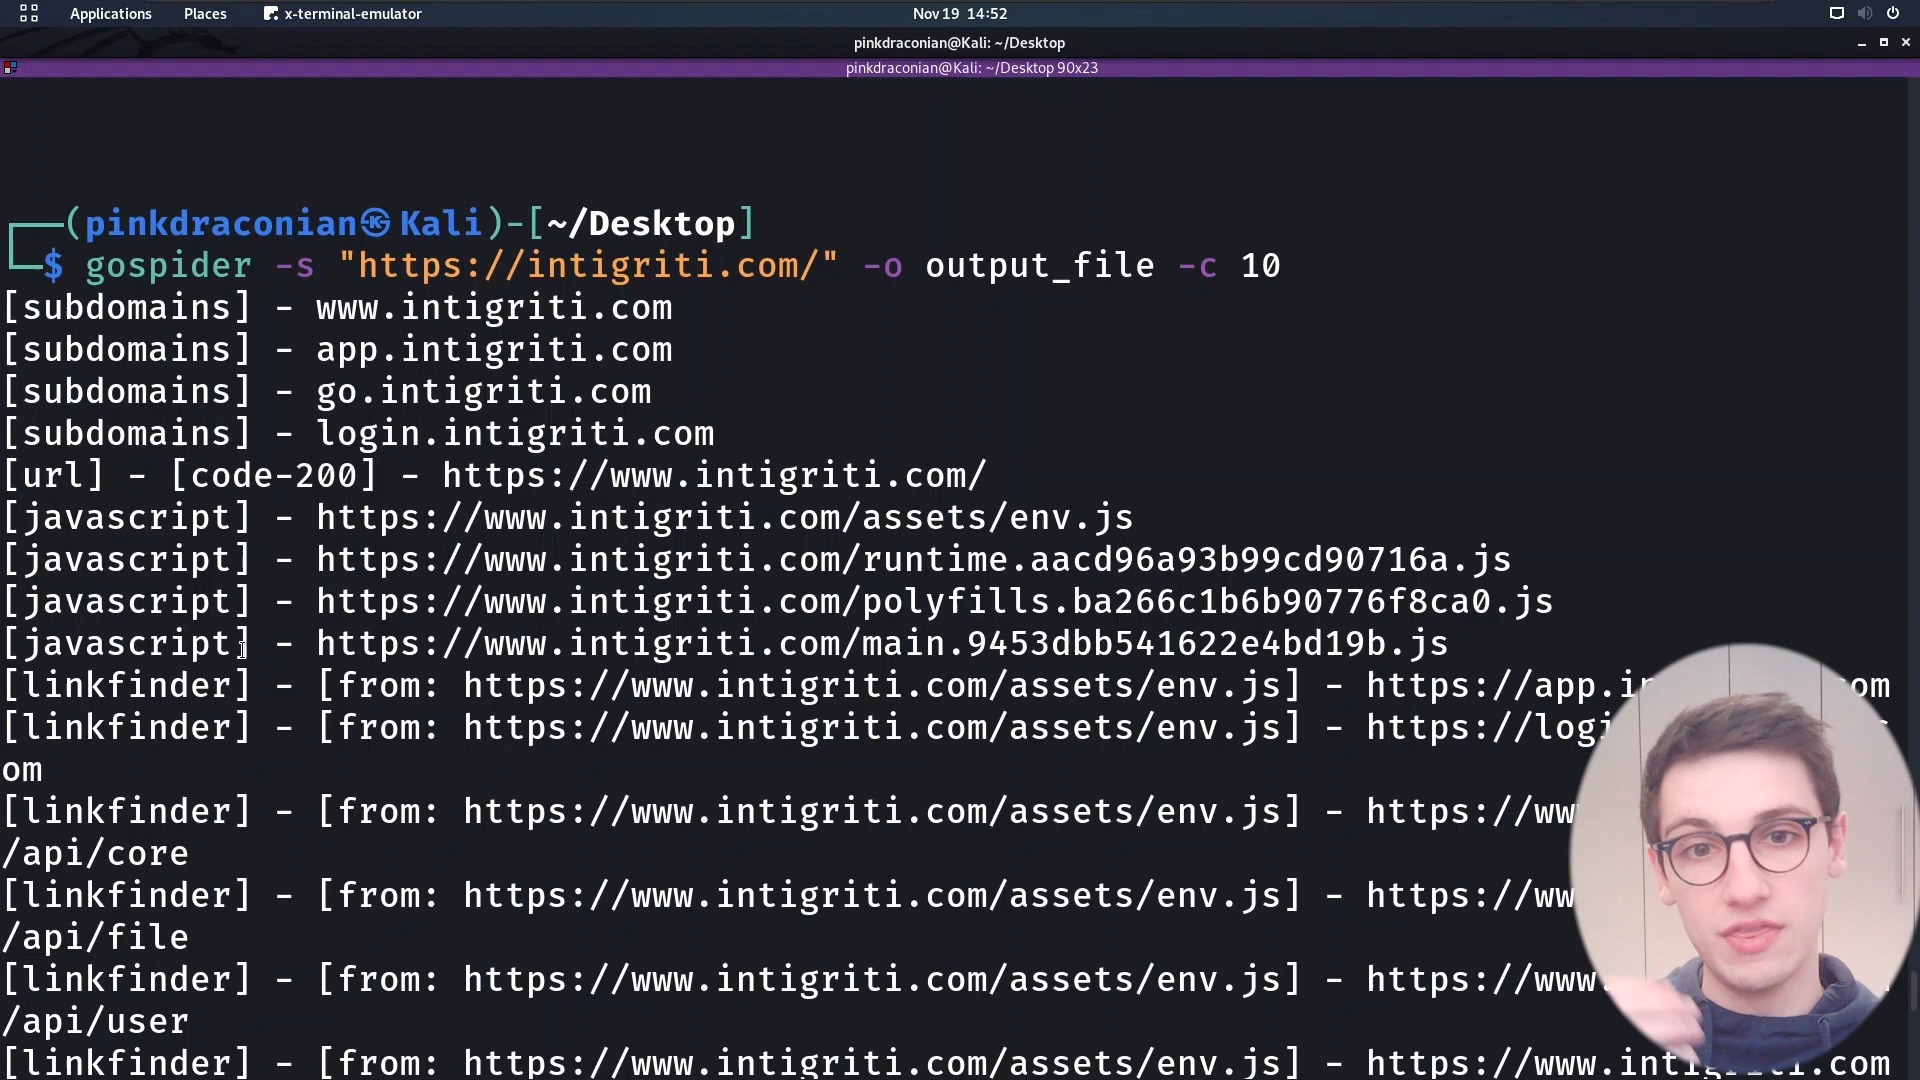 Applications Places x-terminal-emulator Nov 19 14:52
pinkdraconian@Kali: ~/Desktop
pinkdraconian@Kali: ~/Desktop 90x23
┌──(pinkdraconian㉿Kali)-[~/Desktop]
└─$ gospider -s "https://intigriti.com/" -o output_file -c 10
[subdomains] - www.intigriti.com
[subdomains] - app.intigriti.com
[subdomains] - go.intigriti.com
[subdomains] - login.intigriti.com
[url] - [code-200] - https://www.intigriti.com/
[javascript] - https://www.intigriti.com/assets/env.js
[javascript] - https://www.intigriti.com/runtime.aacd96a93b99cd90716a.js
[javascript] - https://www.intigriti.com/polyfills.ba266c1b6b90776f8ca0.js
[javascript] - https://www.intigriti.com/main.9453dbb541622e4bd19b.js
[linkfinder] - [from: https://www.intigriti.com/assets/env.js] - https://app.in om
[linkfinder] - [from: https://www.intigriti.com/assets/env.js] - https://logi
om
[linkfinder] - [from: https://www.intigriti.com/assets/env.js] - https://ww
/api/core
[linkfinder] - [from: https://www.intigriti.com/assets/env.js] - https://ww
/api/file
[linkfinder] - [from: https://www.intigriti.com/assets/env.js] - https://www
/api/user
[linkfinder] - [from: https://www.intigriti.com/assets/env.js] - https://www.intigriti.com